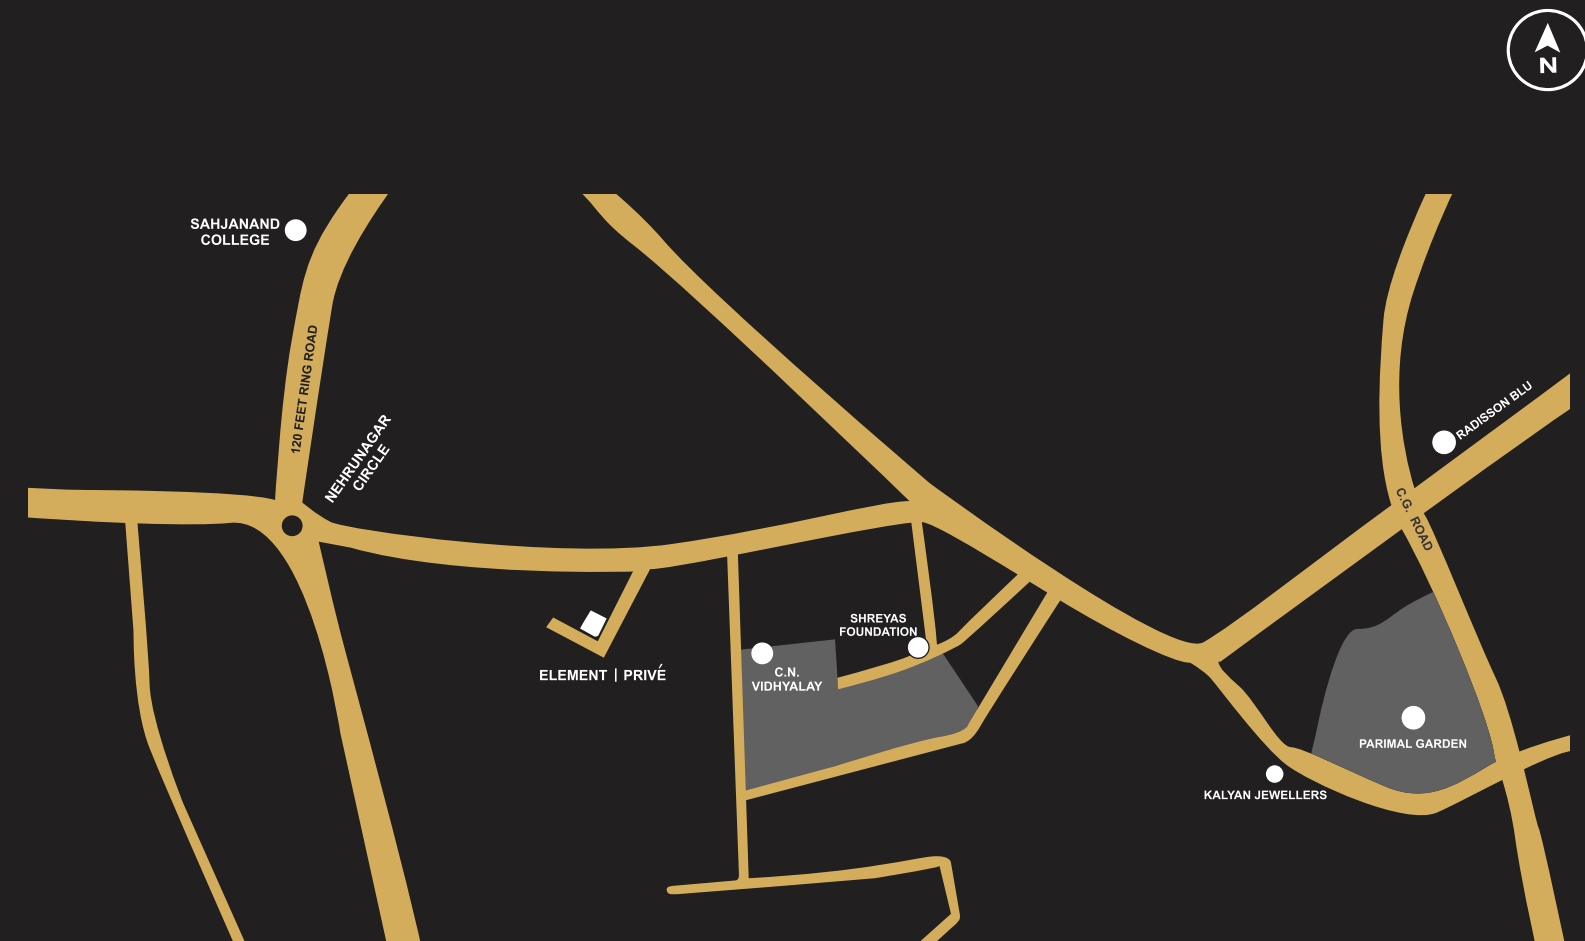 N
SAHJANAND
COLLEGE
120 FEET RING ROAD
NEHRUNAGAR
CIRCLE
RADISSON BLU
C.G. ROAD
SHREYAS
FOUNDATION
ELEMENT | PRIVÉ
C.N.
VIDHYALAY
PARIMAL GARDEN
KALYAN JEWELLERS